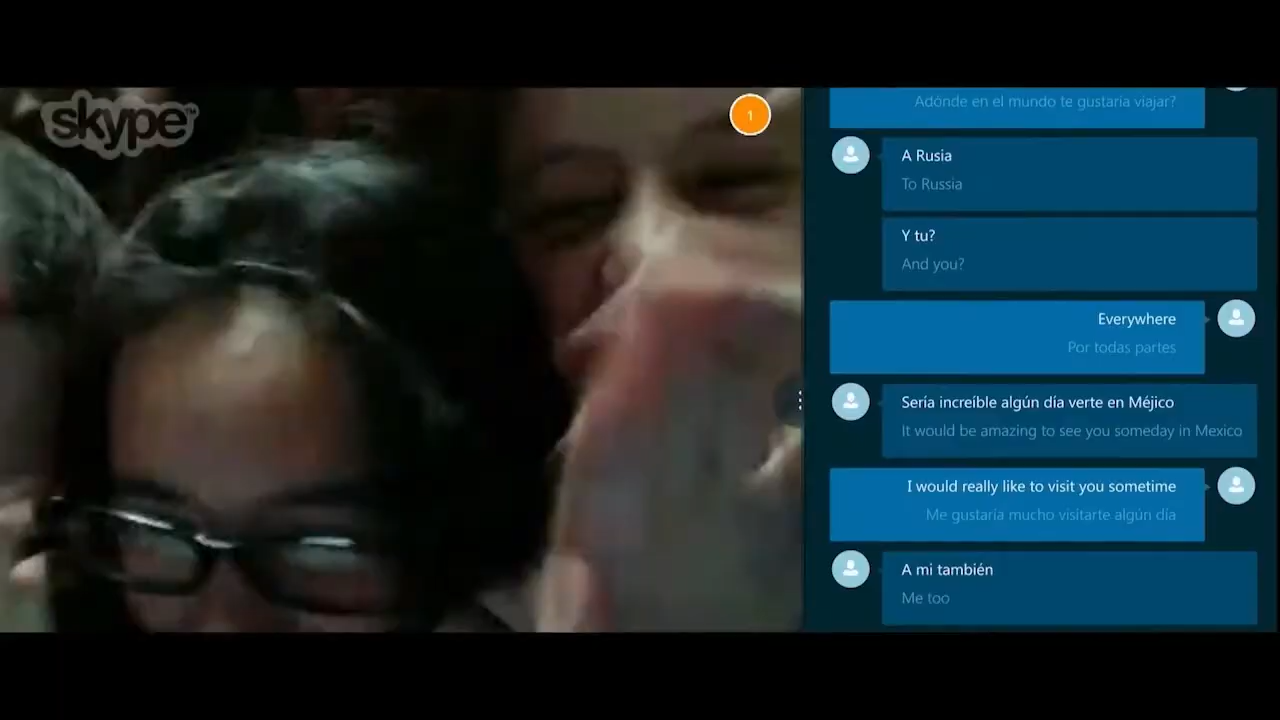 skype™
1
Adónde en el mundo te gustaría viajar?
A Rusia
To Russia
Y tu?
And you?
Everywhere
Por todas partes
Sería increíble algún día verte en Méjico
It would be amazing to see you someday in Mexico
I would really like to visit you sometime
Me gustaría mucho visitarte algún día
A mi también
Me too